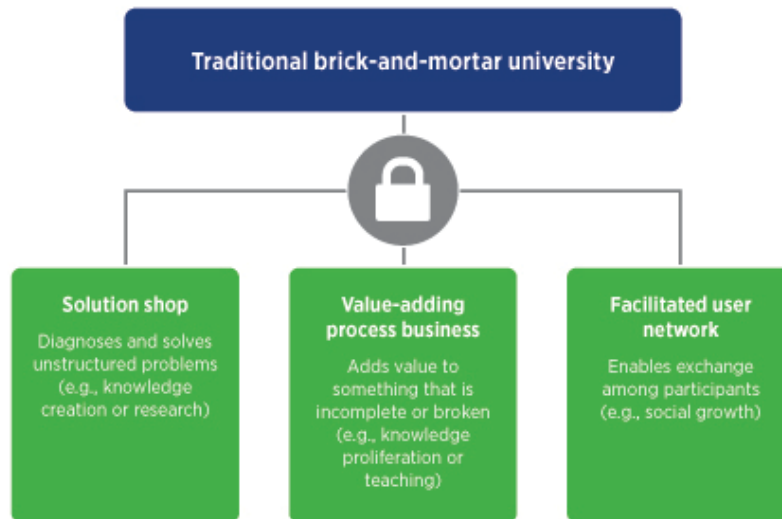 Traditional brick-and-mortar university
Solution shop
Diagnoses and solves
unstructured problems
(e.g., knowledge
creation or research)
Value-adding
process business
Adds value to
something that is
incomplete or broken
(e.g., knowledge
proliferation or
teaching)
Facilitated user
network
Enables exchange
among participants
(e.g., social growth)